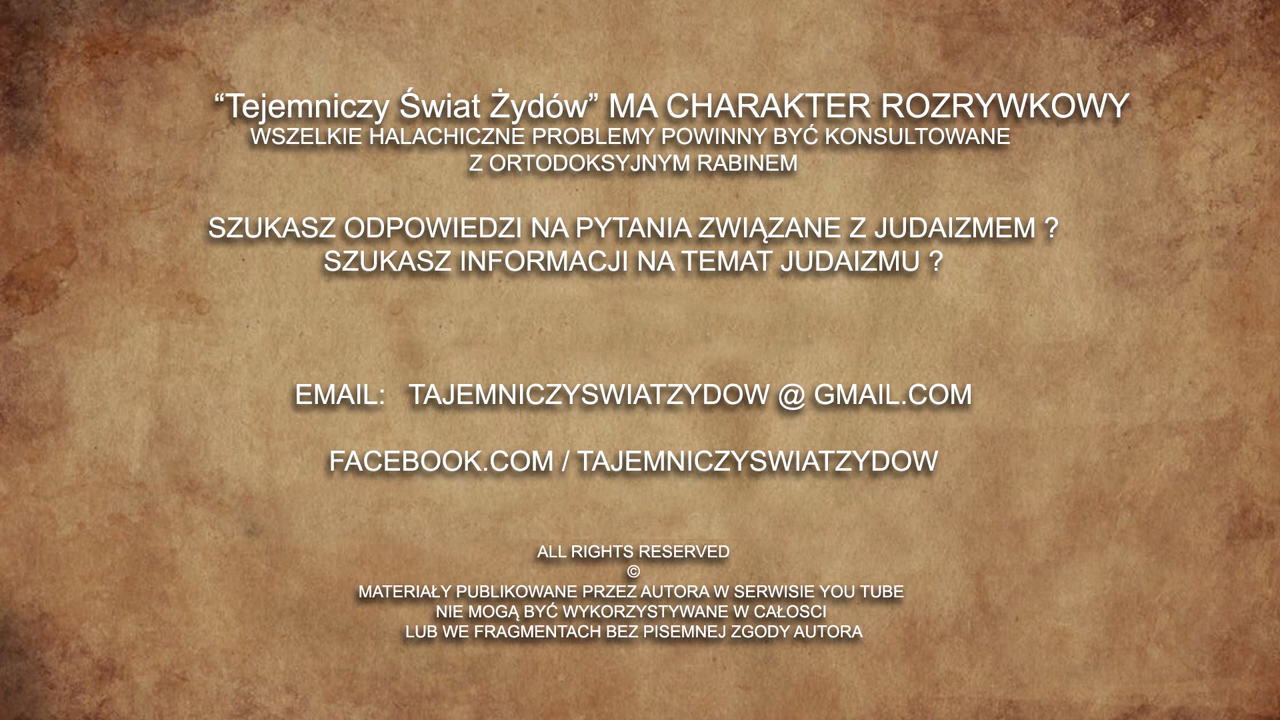 “Tejemniczy Świat Żydów” MA CHARAKTER ROZRYWKOWY
WSZELKIE HALACHICZNE PROBLEMY POWINNY BYĆ KONSULTOWANE
Z ORTODOKSYJNYM RABINEM
SZUKASZ ODPOWIEDZI NA PYTANIA ZWIĄZANE Z JUDAIZMEM ?
SZUKASZ INFORMACJI NA TEMAT JUDAIZMU ?
EMAIL: TAJEMNICZYSWIATZYDOW @ GMAIL.COM
FACEBOOK.COM / TAJEMNICZYSWIATZYDOW
ALL RIGHTS RESERVED
©
MATERIAŁY PUBLIKOWANE PRZEZ AUTORA W SERWISIE YOU TUBE
NIE MOGĄ BYĆ WYKORZYSTYWANE W CAŁOSCI
LUB WE FRAGMENTACH BEZ PISEMNEJ ZGODY AUTORA